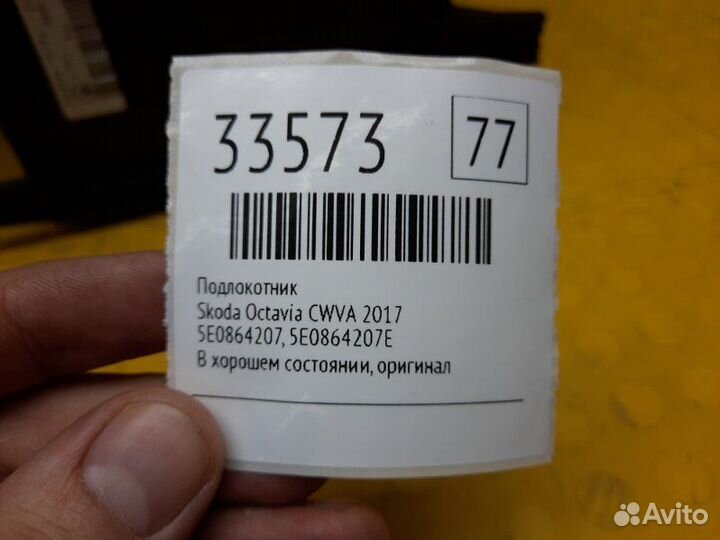 33573
77
Подлокотник
Skoda Octavia CWVA 2017
5E0864207, 5E0864207E
В хорошем состоянии, оригинал
Avito